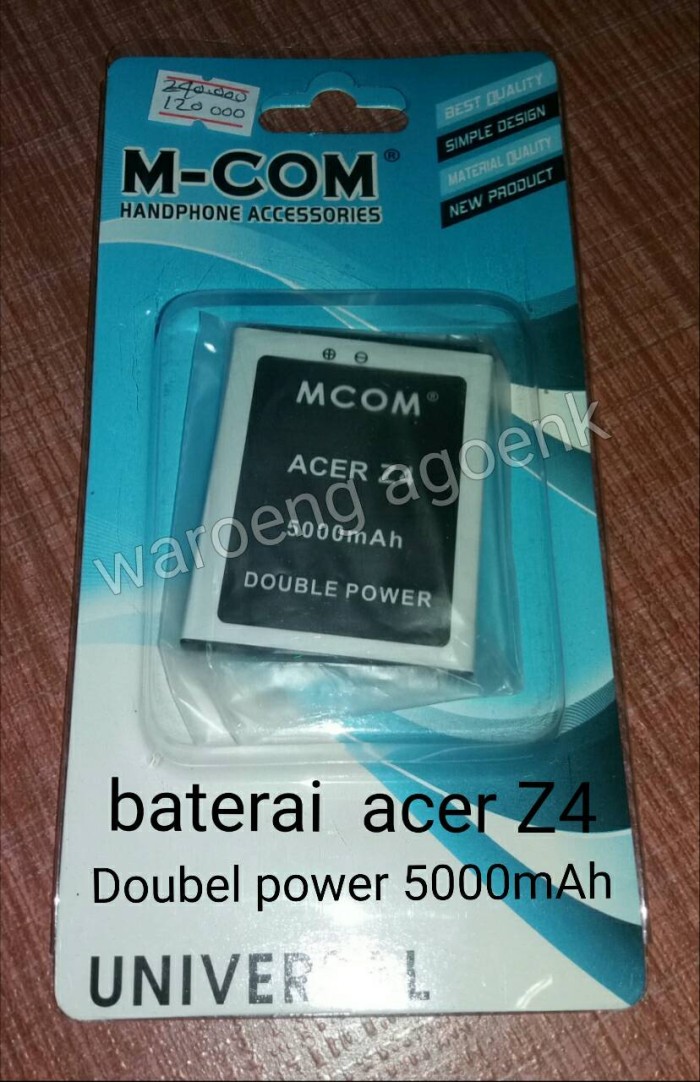 240.000
120 000
BEST QUALITY
SIMPLE DESIGN
MATERIAL QUALITY
NEW PRODUCT
M-COM®
HANDPHONE ACCESSORIES
⊕ ⊖
MCOM®
ACER Z4
5000mAh
DOUBLE POWER
waroeng agoenk
baterai acer Z4
Doubel power 5000mAh